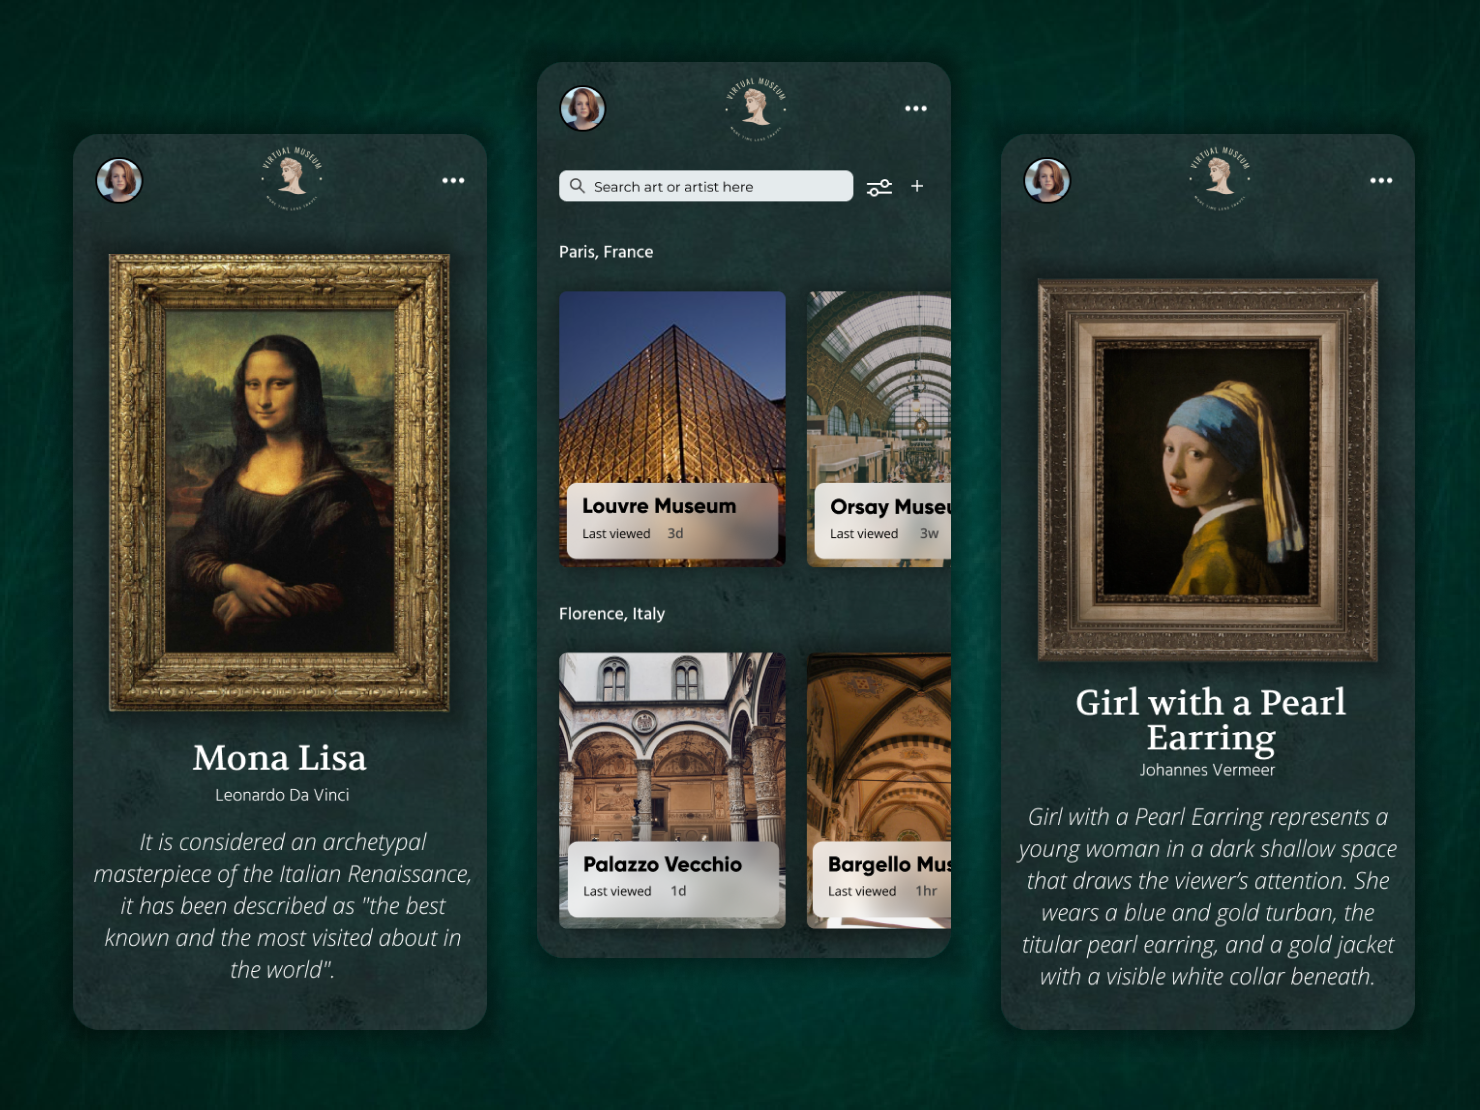 VIRTUAL MUSEUM
Mona Lisa
Leonardo Da Vinci
It is considered an archetypal
masterpiece of the Italian Renaissance,
it has been described as "the best
known and the most visited about in
the world".
VIRTUAL MUSEUM
Search art or artist here
Paris, France
Louvre Museum
Last viewed 3d
Orsay Museu
Last viewed 3w
Florence, Italy
Palazzo Vecchio
Last viewed 1d
Bargello Mus
Last viewed 1hr
VIRTUAL MUSEUM
Girl with a Pearl
Earring
Johannes Vermeer
Girl with a Pearl Earring represents a
young woman in a dark shallow space
that draws the viewer’s attention. She
wears a blue and gold turban, the
titular pearl earring, and a gold jacket
with a visible white collar beneath.